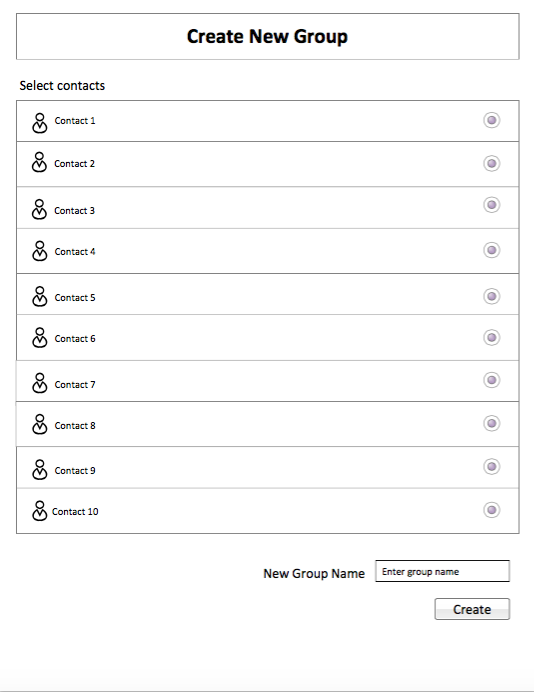 Create New Group
Select contacts
Contact 1
Contact 2
Contact 3
Contact 4
Contact 5
Contact 6
Contact 7
Contact 8
Contact 9
Contact 10
New Group Name Enter group name
Create